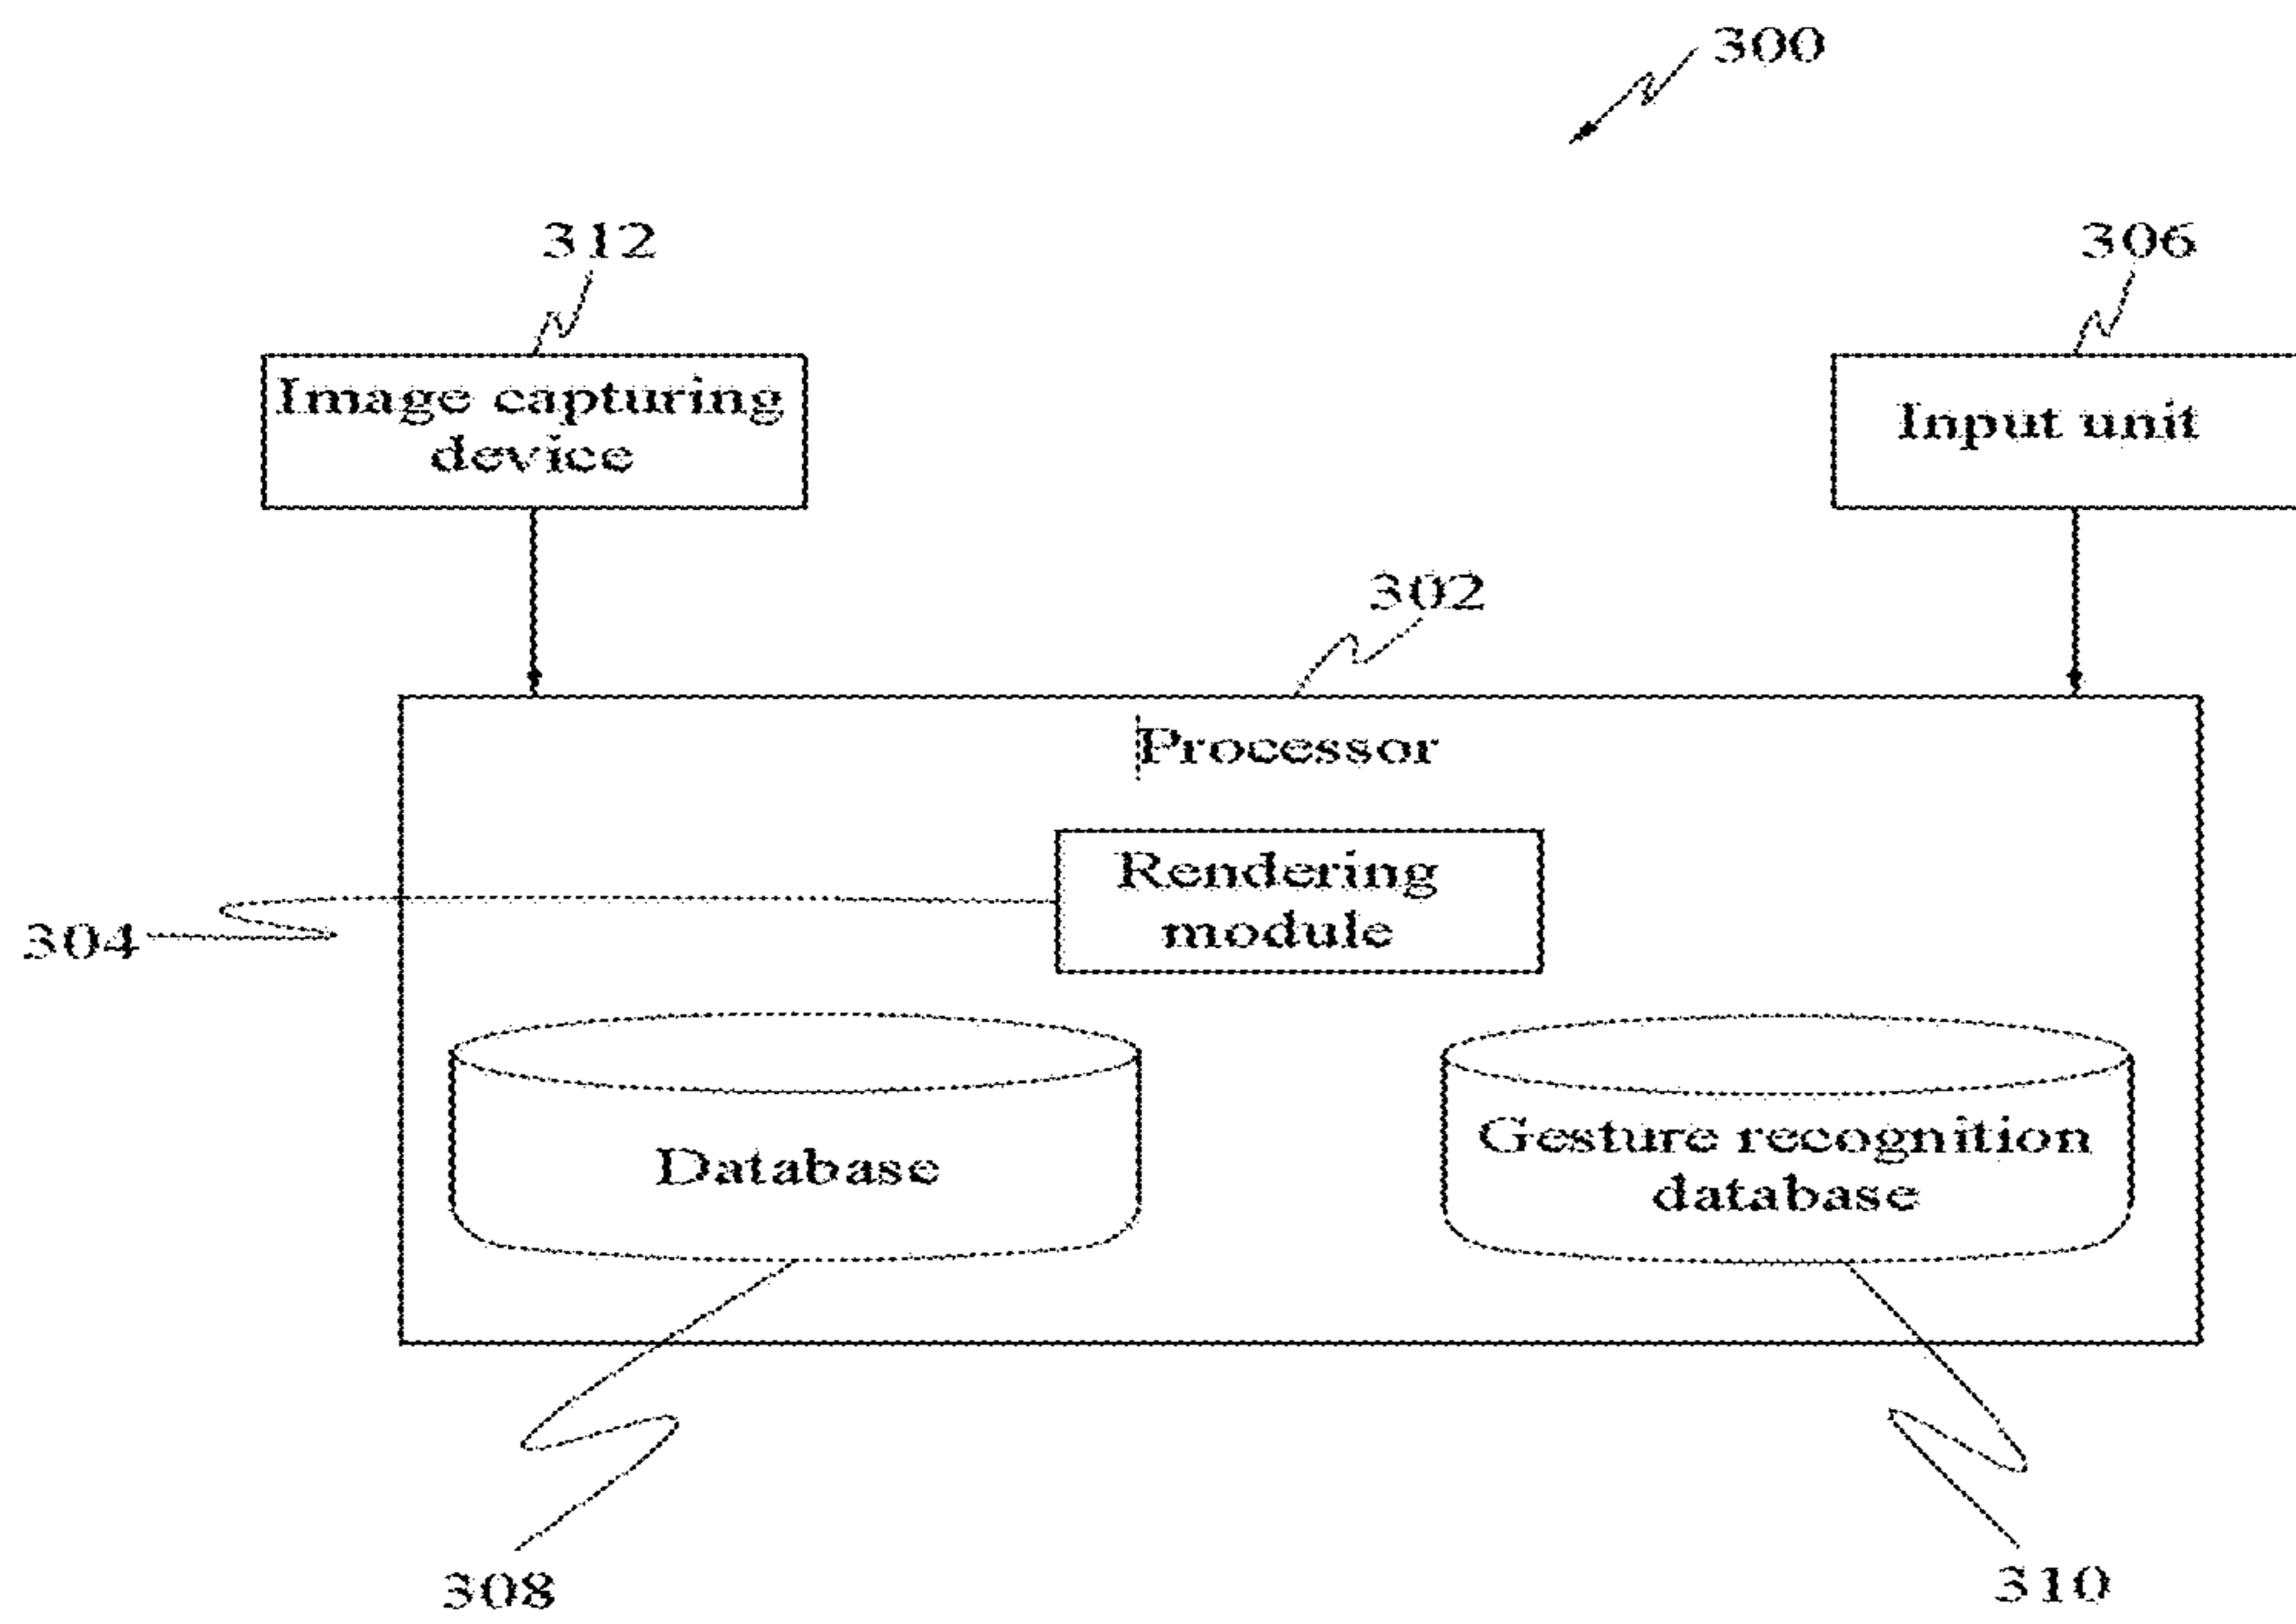 300
312
306
Image capturing
device
Input unit
302
Processor
Rendering
module
304
Database
Gesture recognition
database
308
310